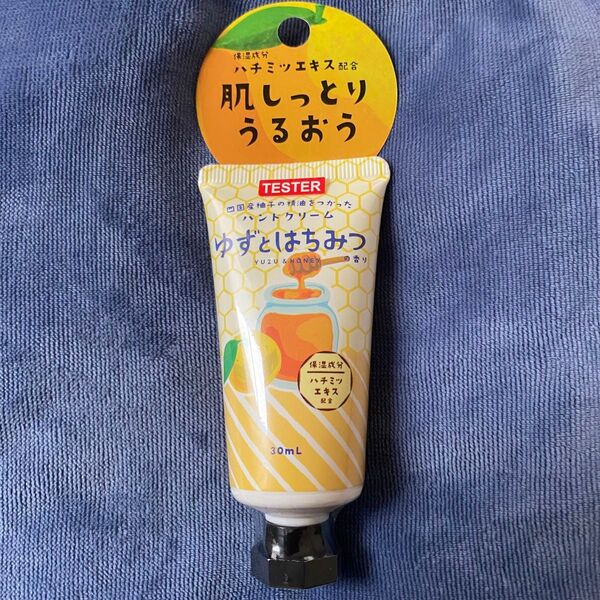 保湿成分
ハチミツエキス配合
肌しっとり
うるおう
TESTER
四国産柚子の精油をつかった
ハンドクリーム
ゆずとはちみつ
YUZU & HONEY の香り
保湿成分
ハチミツ
エキス
配合
30mL